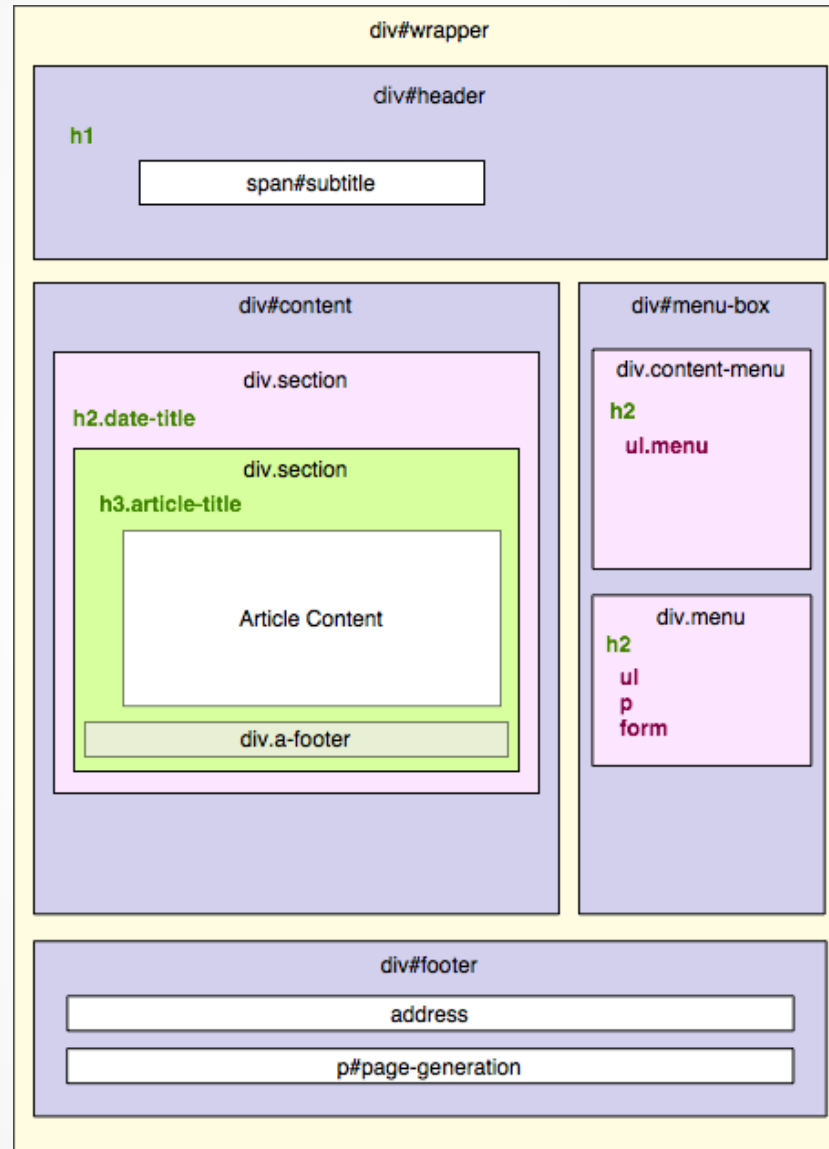 div#wrapper
div#header
h1
span#subtitle
div#content
div.section
h2.date-title
div.section
h3.article-title
Article Content
div.a-footer
div#menu-box
div.content-menu
h2
ul.menu
div.menu
h2
ul
p
form
div#footer
address
p#page-generation